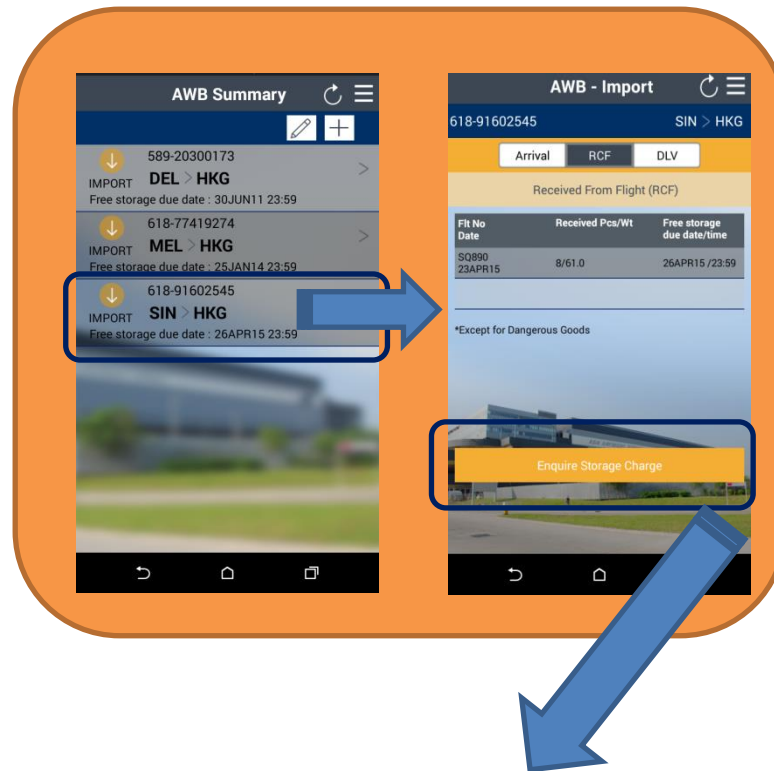 AWB Summary
589-20300173
IMPORT DEL > HKG
Free storage due date : 30JUN11 23:59
618-77419274
IMPORT MEL > HKG
Free storage due date : 25JAN14 23:59
618-91602545
IMPORT SIN > HKG
Free storage due date : 26APR15 23:59
AWB - Import
618-91602545 SIN > HKG
Arrival RCF DLV
Received From Flight (RCF)
Flt No Received Pcs/Wt Free storage
Date due date/time
SQ890 8/61.0 26APR15 /23:59
23APR15
*Except for Dangerous Goods
Enquire Storage Charge